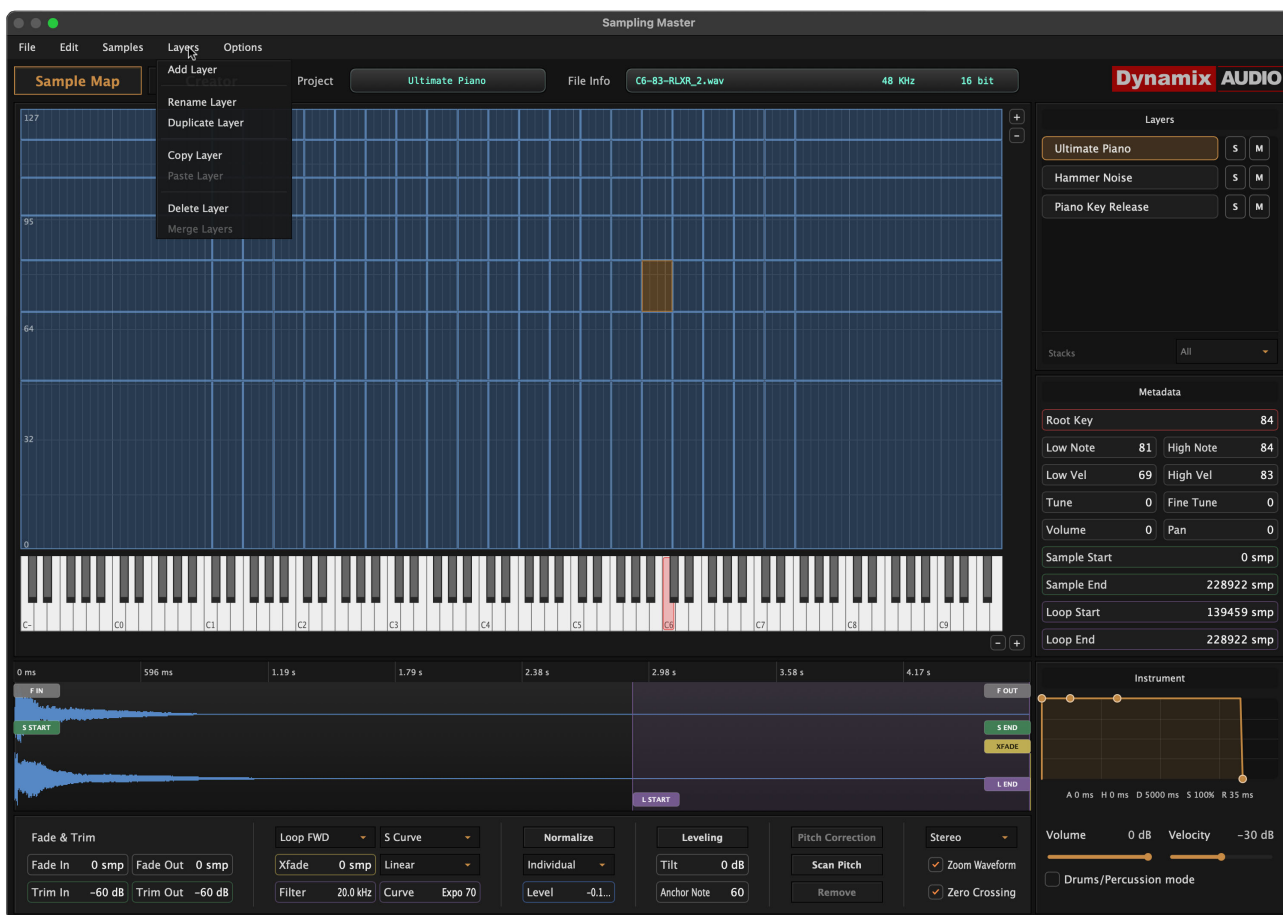 Sampling Master
File Edit Samples Layers Options
Sample Map Creator Project Ultimate Piano File Info C6-83-RLXR_2.wav 48 KHz 16 bit Dynamix AUDIO
Add Layer
Rename Layer
Duplicate Layer
Copy Layer
Paste Layer
Delete Layer
Merge Layers
127
95
64
32
0
+
-
C- C0 C1 C2 C3 C4 C5 C6 C7 C8 C9
- +
Layers
Ultimate Piano S M
Hammer Noise S M
Piano Key Release S M
Stacks All
Metadata
Root Key 84
Low Note 81 High Note 84
Low Vel 69 High Vel 83
Tune 0 Fine Tune 0
Volume 0 Pan 0
Sample Start 0 smp
Sample End 228922 smp
Loop Start 139459 smp
Loop End 228922 smp
0 ms 596 ms 1.19 s 1.79 s 2.38 s 2.98 s 3.58 s 4.17 s
F IN F OUT
S START S END
XFADE
L END
L START
Instrument
A 0 ms H 0 ms D 5000 ms S 100% R 35 ms
Volume 0 dB Velocity -30 dB
Drums/Percussion mode
Fade & Trim
Fade In 0 smp Fade Out 0 smp
Trim In -60 dB Trim Out -60 dB
Loop FWD S Curve
Xfade 0 smp Linear
Filter 20.0 kHz Curve Expo 70
Normalize
Individual
Level -0.1...
Leveling
Tilt 0 dB
Anchor Note 60
Pitch Correction
Scan Pitch
Remove
Stereo
Zoom Waveform
Zero Crossing